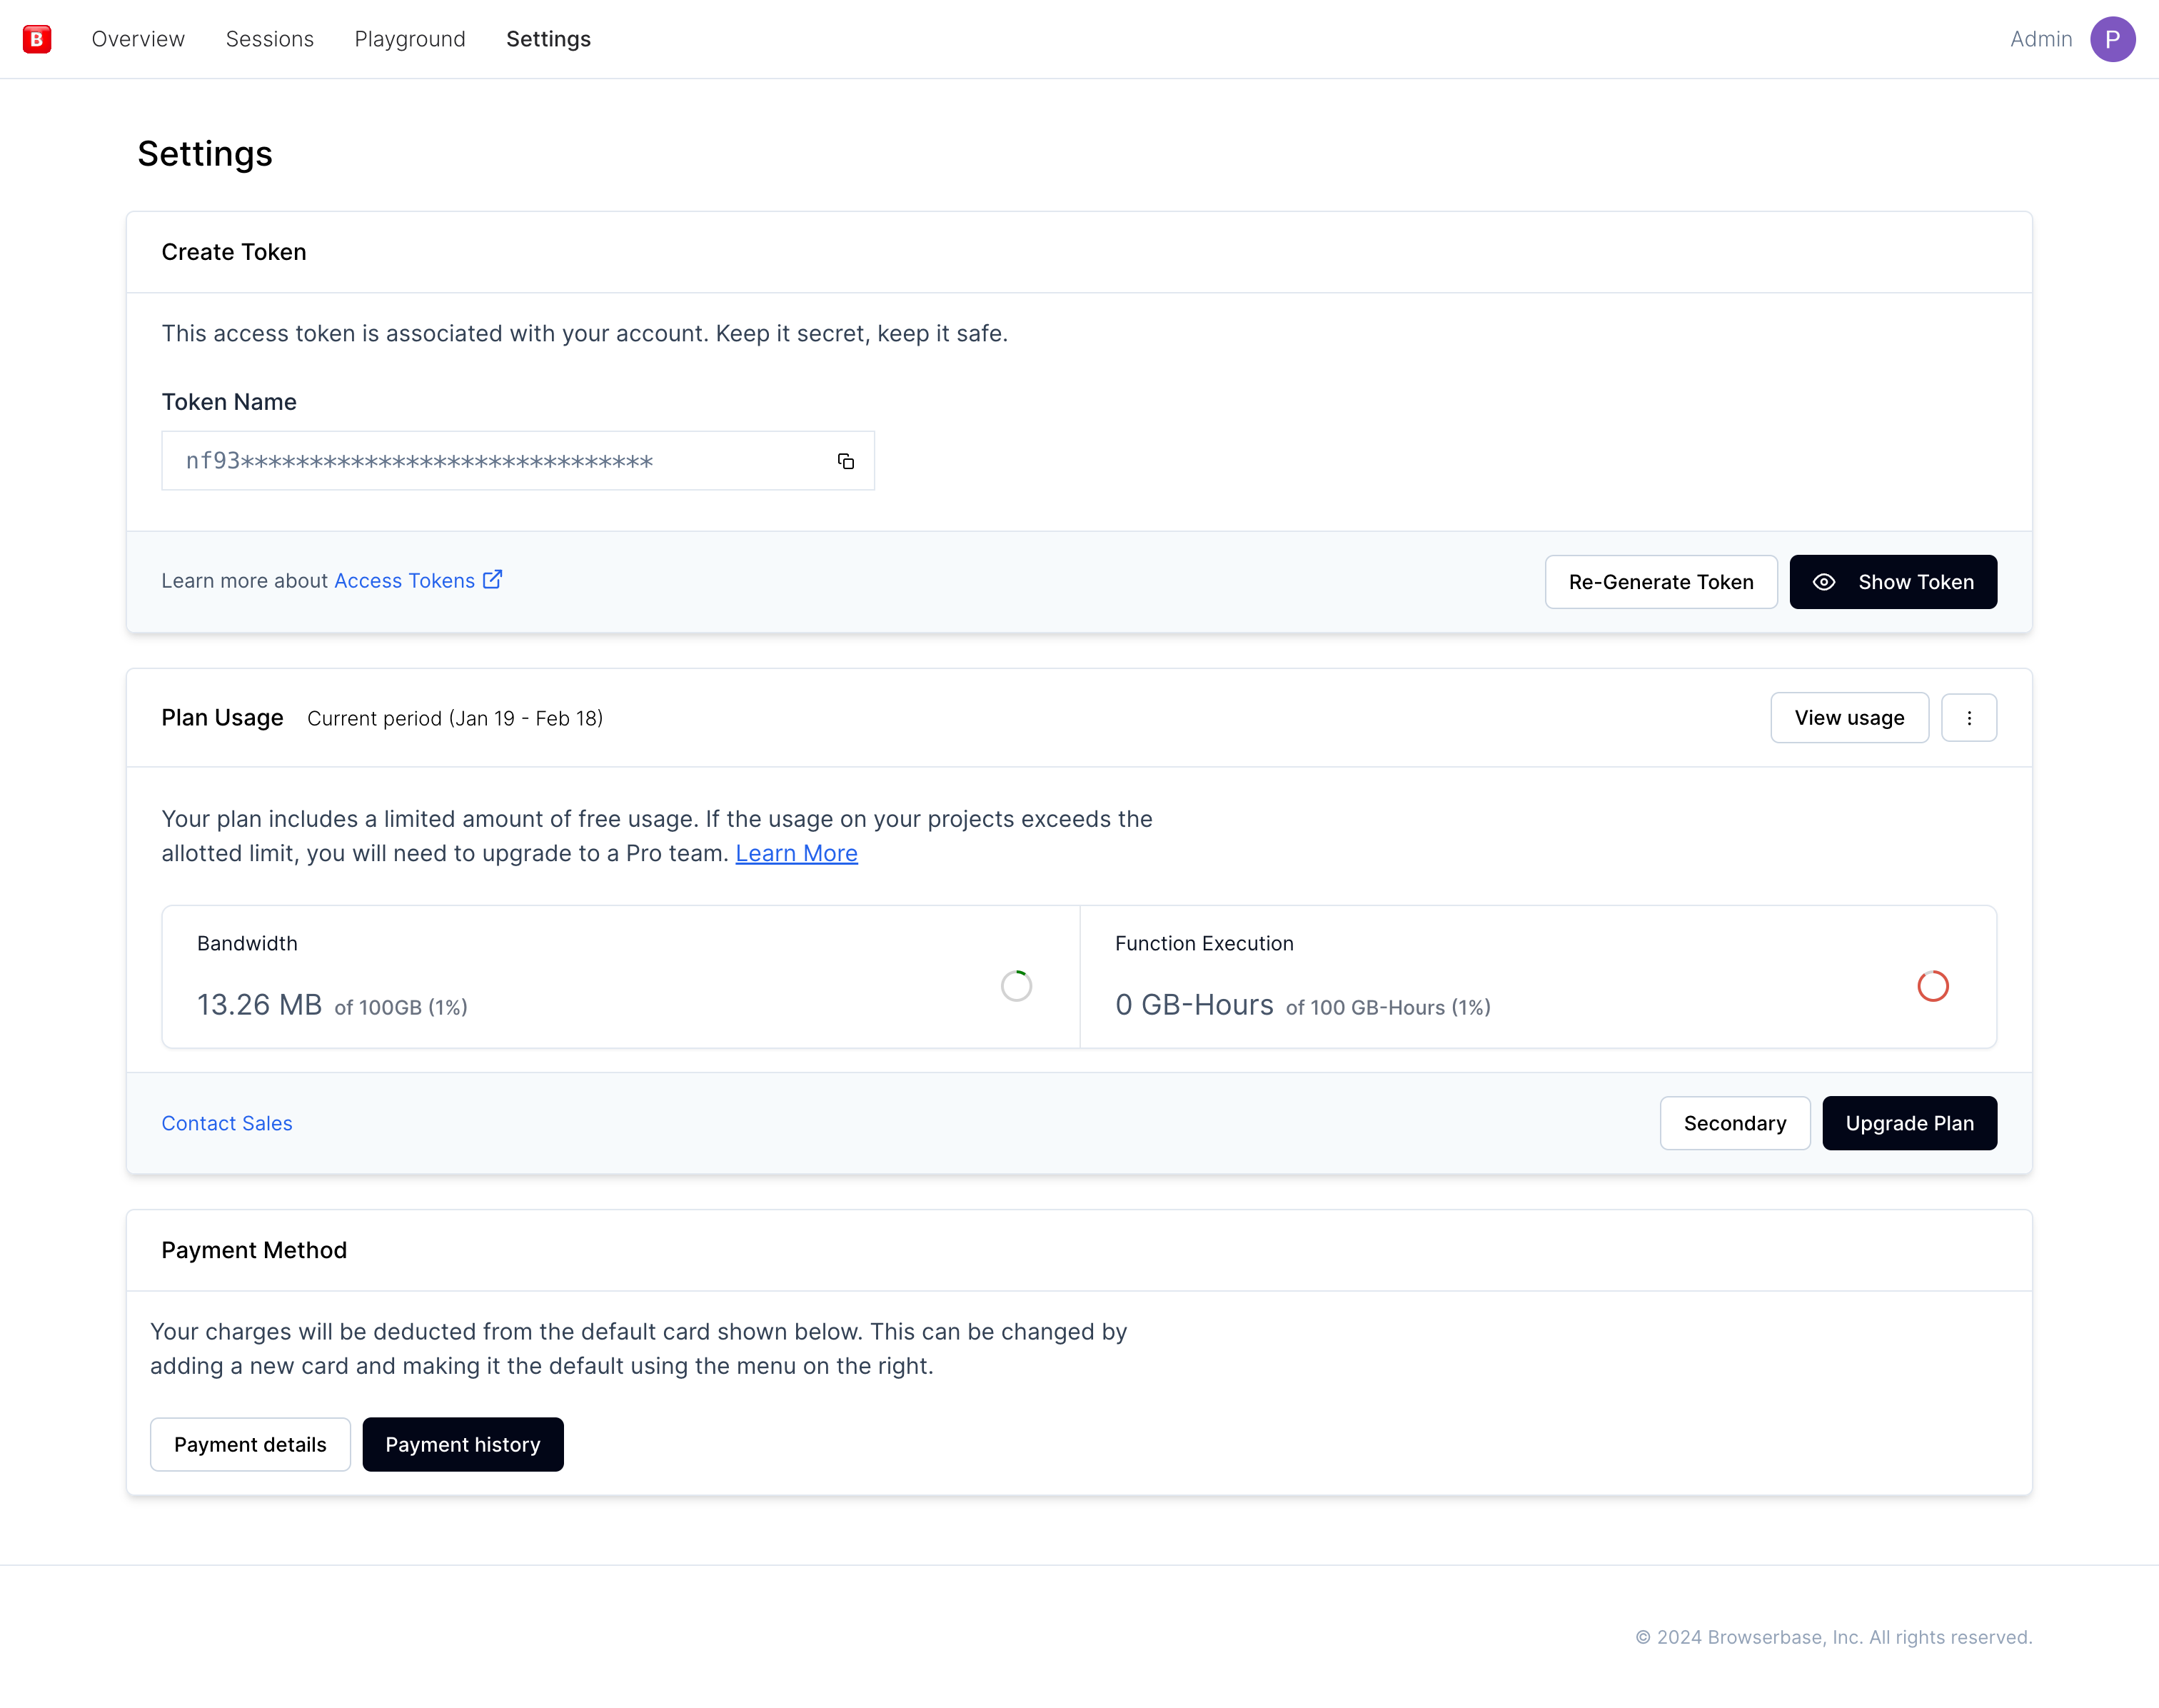 B
Overview
Sessions
Playground
Settings
Admin
P
Settings
Create Token
This access token is associated with your account. Keep it secret, keep it safe.
Token Name
nf93******************************
Learn more about Access Tokens
Re-Generate Token
Show Token
Plan Usage
Current period (Jan 19 - Feb 18)
View usage
Your plan includes a limited amount of free usage. If the usage on your projects exceeds the
allotted limit, you will need to upgrade to a Pro team. Learn More
Bandwidth
13.26 MB of 100GB (1%)
Function Execution
0 GB-Hours of 100 GB-Hours (1%)
Contact Sales
Secondary
Upgrade Plan
Payment Method
Your charges will be deducted from the default card shown below. This can be changed by
adding a new card and making it the default using the menu on the right.
Payment details
Payment history
© 2024 Browserbase, Inc. All rights reserved.